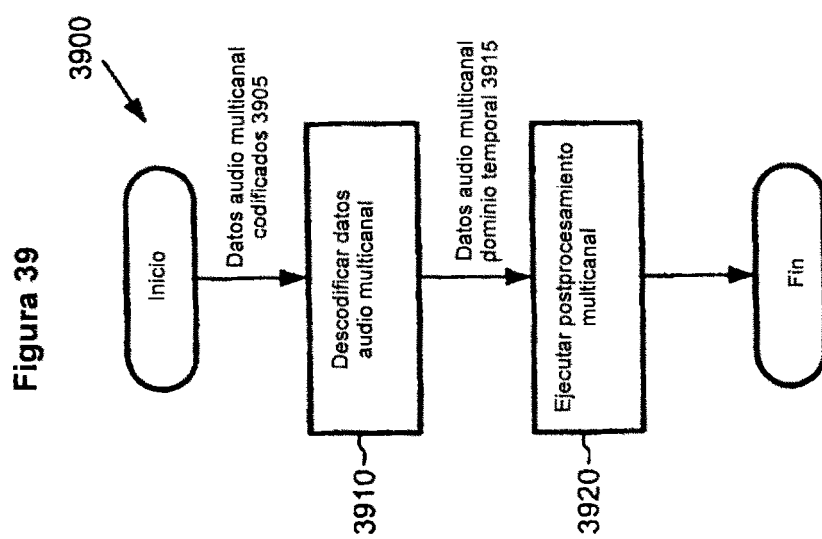 Figura 39
3900
Inicio
Datos audio multicanal
codificados 3905
Descodificar datos
audio multicanal
3910
Datos audio multicanal
dominio temporal 3915
Ejecutar postprocesamiento
multicanal
3920
Fin